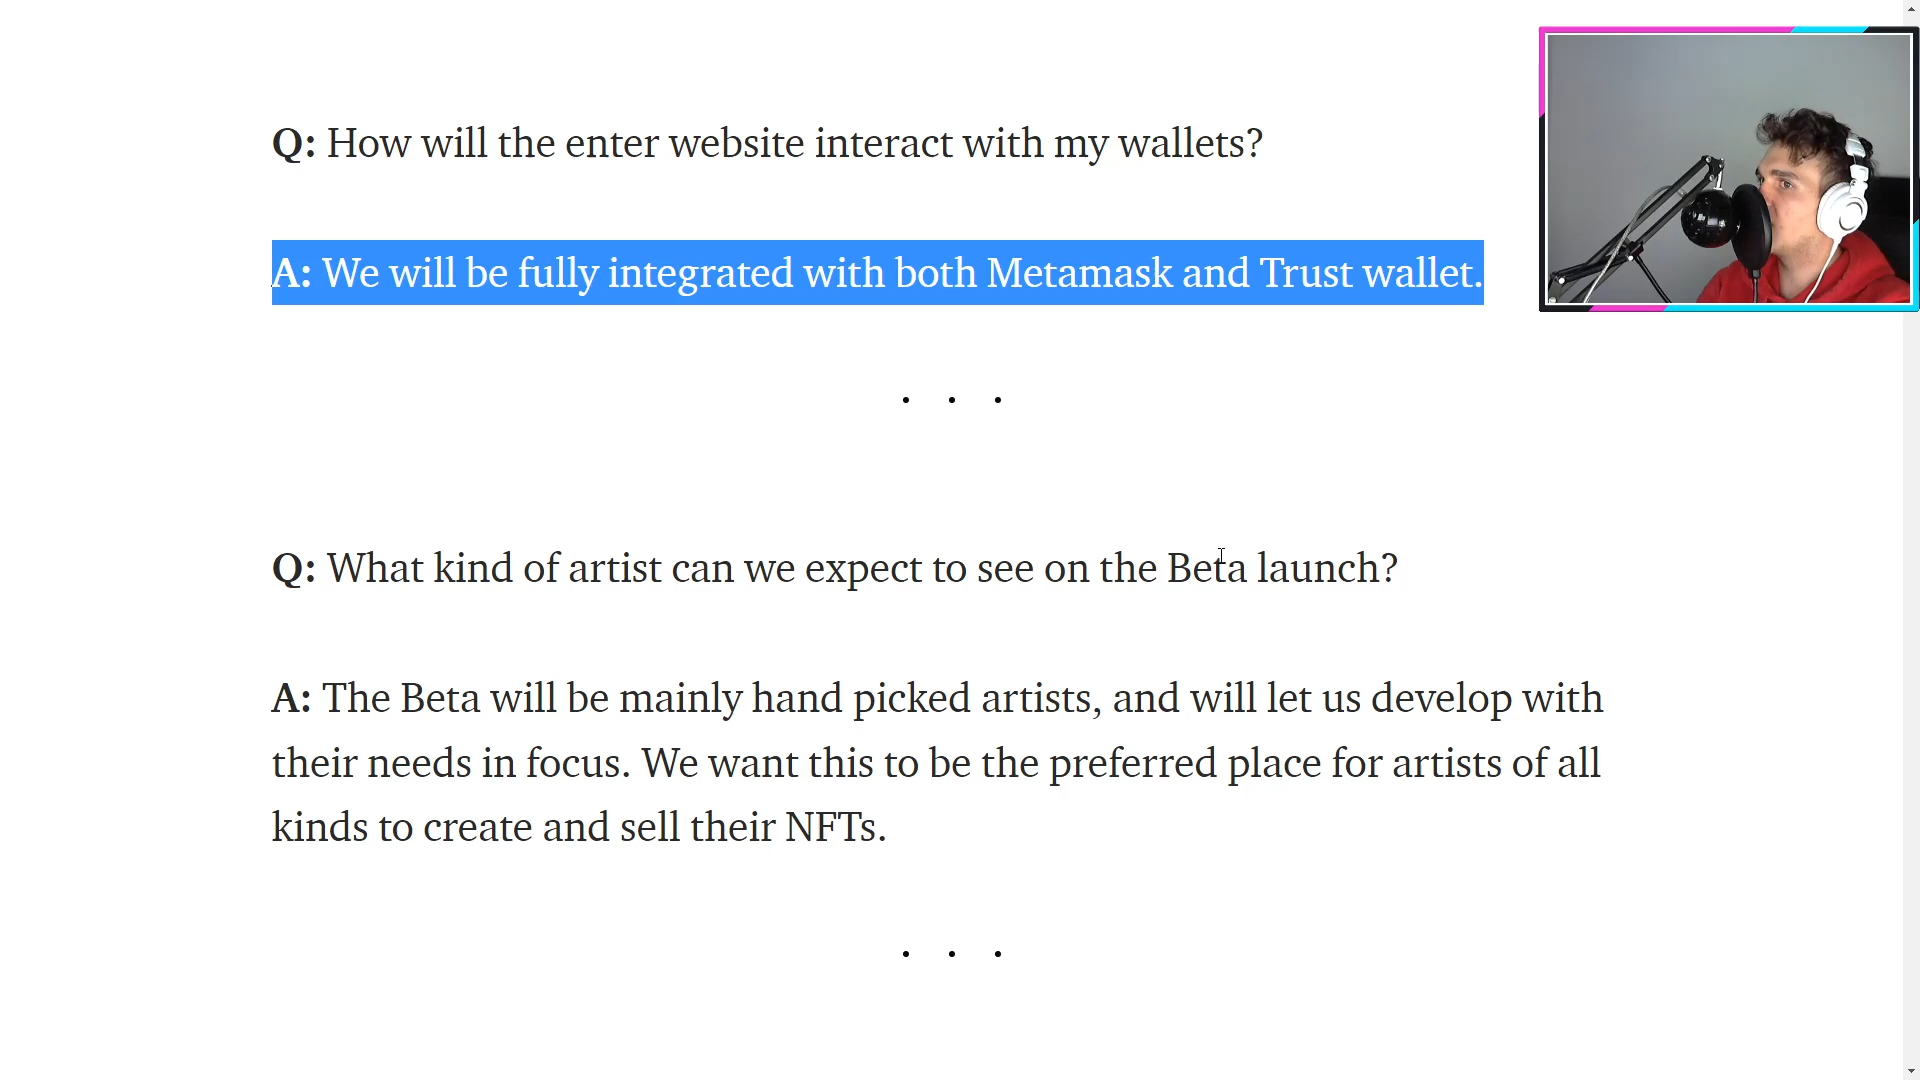 Q: How will the enter website interact with my wallets?
A: We will be fully integrated with both Metamask and Trust wallet.
. . .
Q: What kind of artist can we expect to see on the Beta launch?
A: The Beta will be mainly hand picked artists, and will let us develop with
their needs in focus. We want this to be the preferred place for artists of all
kinds to create and sell their NFTs.
. . .